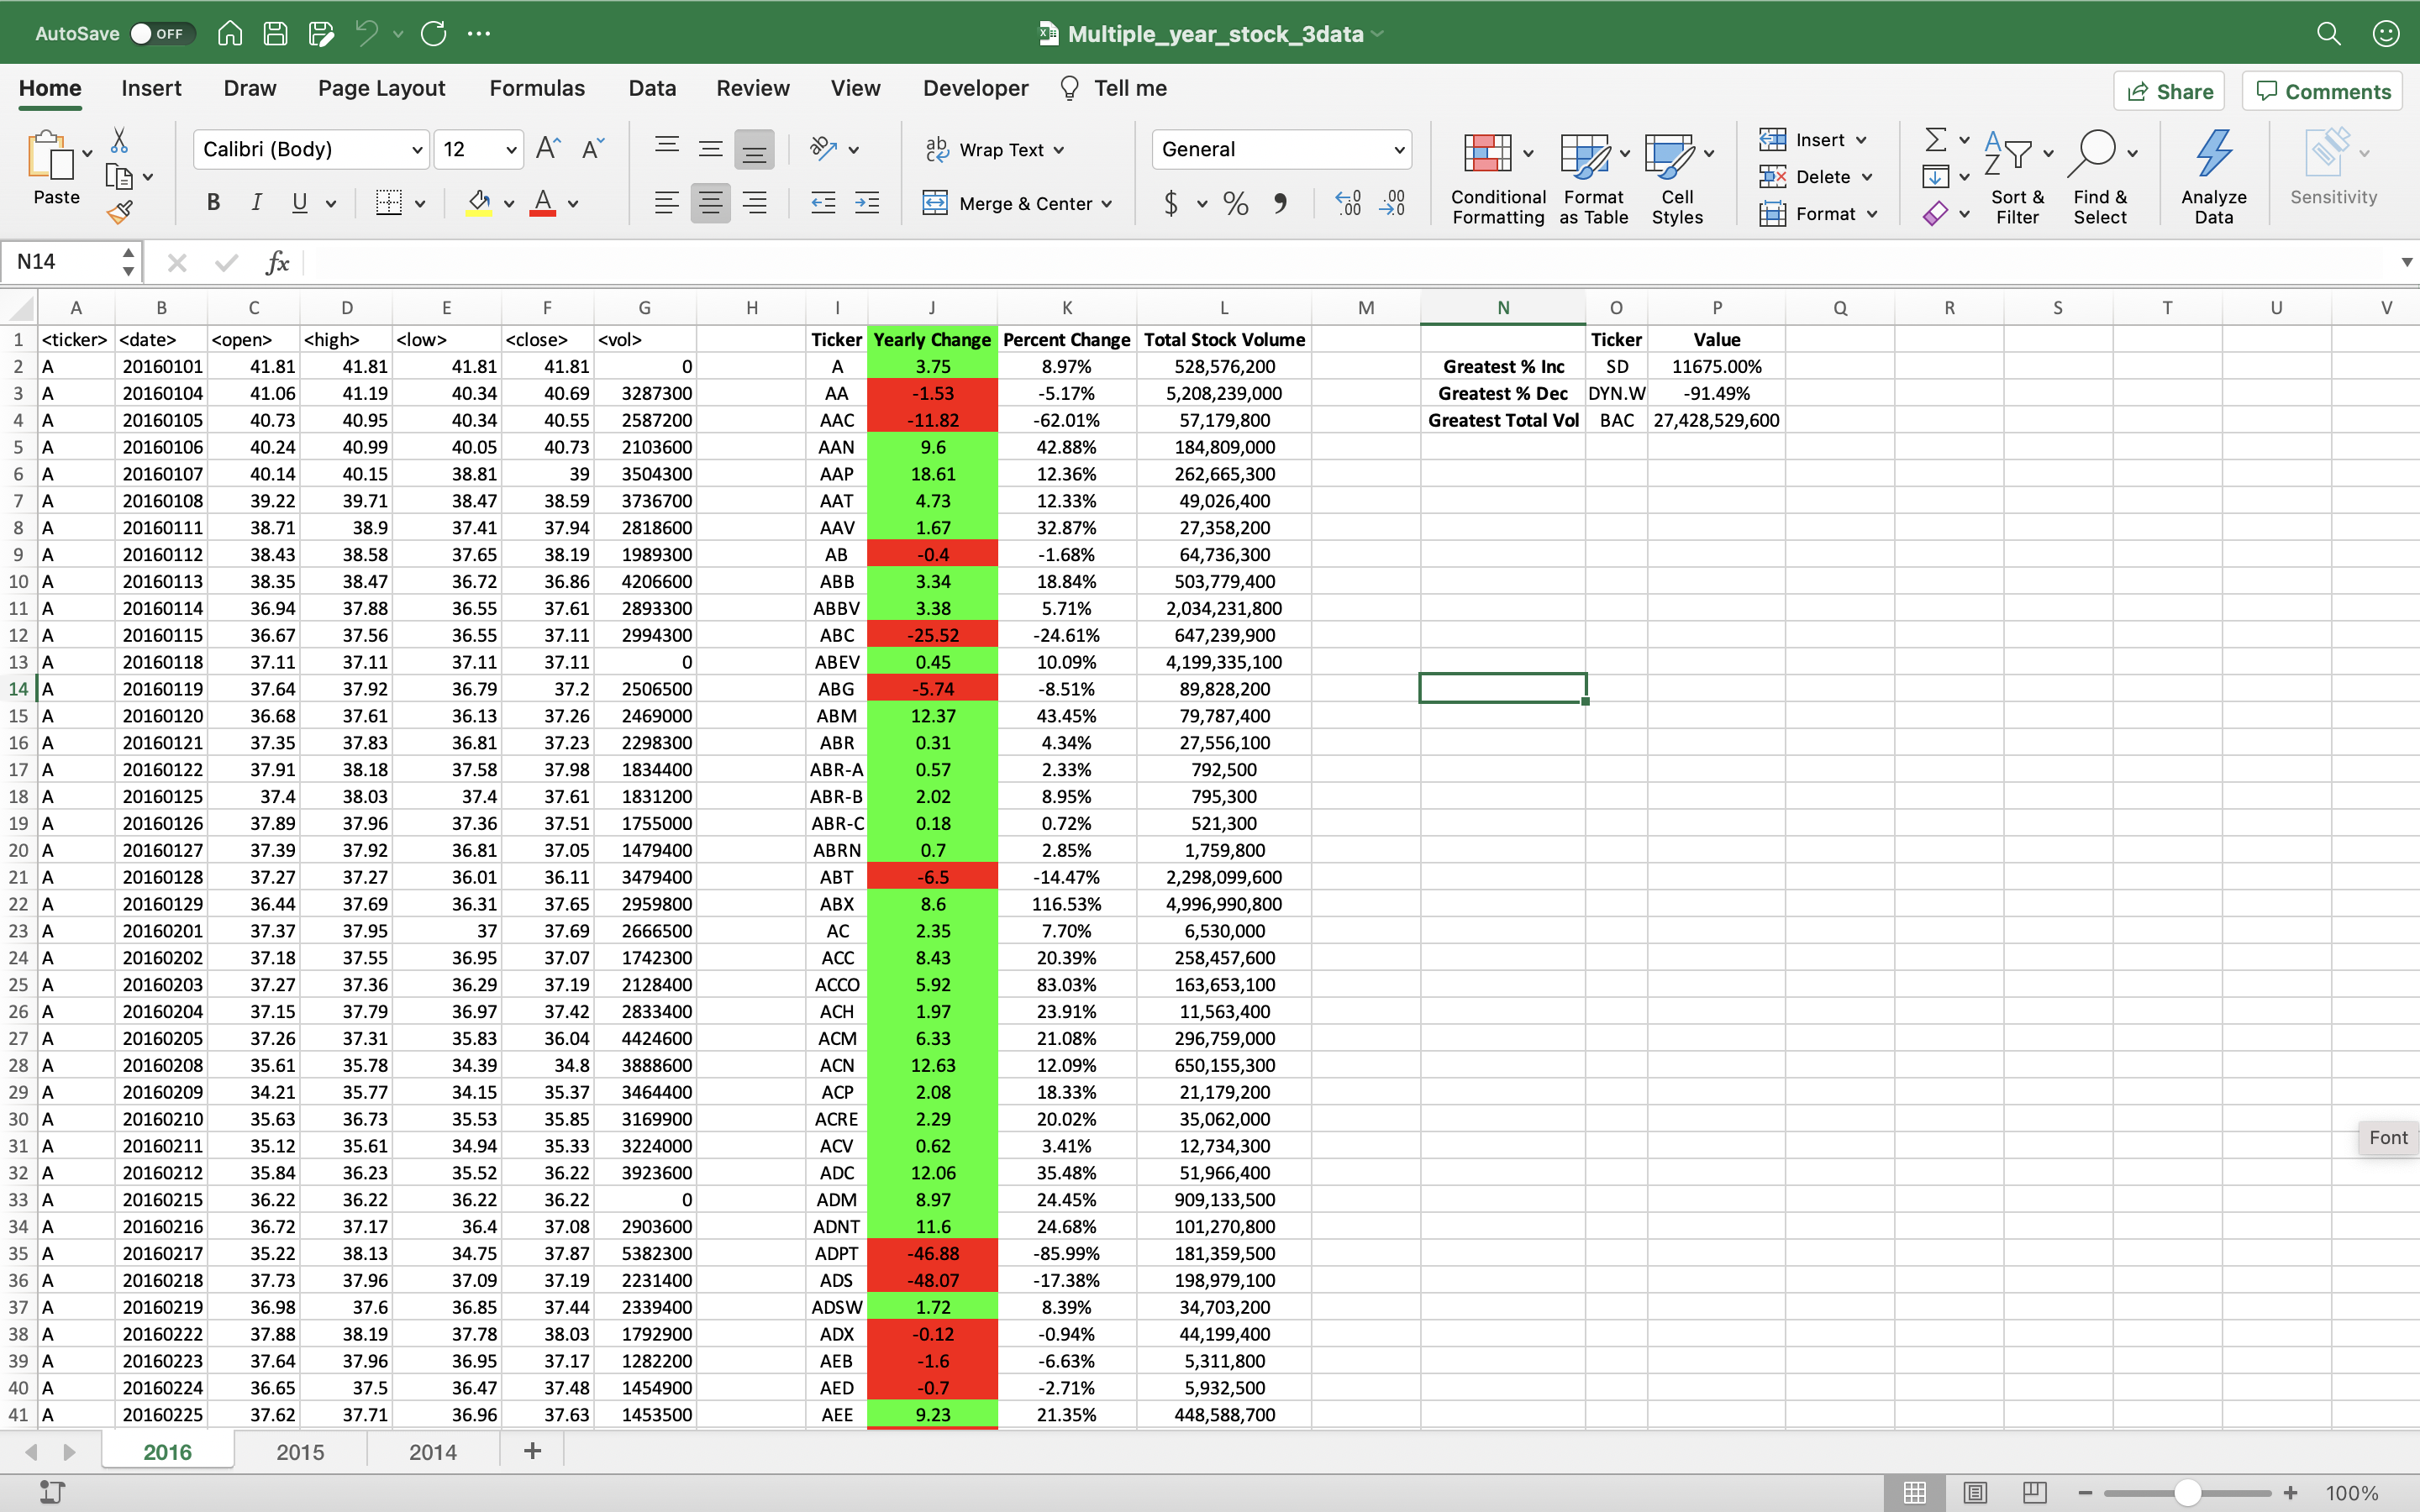 AutoSave OFF Multiple_year_stock_3data
Home Insert Draw Page Layout Formulas Data Review View Developer Tell me Share Comments
Paste Calibri (Body) 12 A^ A˅ Wrap Text General Conditional Formatting Format as Table Cell Styles Insert Sort & Filter Find & Select Analyze Data Sensitivity
Delete
B I U A Merge & Center $ % , .00 .00 Format
N14 fx
A B C D E F G H I J K L M N O P Q R S T U V
1 <ticker> <date> <open> <high> <low> <close> <vol> Ticker Yearly Change Percent Change Total Stock Volume Ticker Value
2 A 20160101 41.81 41.81 41.81 41.81 0 A 3.75 8.97% 528,576,200 Greatest % Inc SD 11675.00%
3 A 20160104 41.06 41.19 40.34 40.69 3287300 AA -1.53 -5.17% 5,208,239,000 Greatest % Dec DYN.W -91.49%
4 A 20160105 40.73 40.95 40.34 40.55 2587200 AAC -11.82 -62.01% 57,179,800 Greatest Total Vol BAC 27,428,529,600
5 A 20160106 40.24 40.99 40.05 40.73 2103600 AAN 9.6 42.88% 184,809,000
6 A 20160107 40.14 40.15 38.81 39 3504300 AAP 18.61 12.36% 262,665,300
7 A 20160108 39.22 39.71 38.47 38.59 3736700 AAT 4.73 12.33% 49,026,400
8 A 20160111 38.71 38.9 37.41 37.94 2818600 AAV 1.67 32.87% 27,358,200
9 A 20160112 38.43 38.58 37.65 38.19 1989300 AB -0.4 -1.68% 64,736,300
10 A 20160113 38.35 38.47 36.72 36.86 4206600 ABB 3.34 18.84% 503,779,400
11 A 20160114 36.94 37.88 36.55 37.61 2893300 ABBV 3.38 5.71% 2,034,231,800
12 A 20160115 36.67 37.56 36.55 37.11 2994300 ABC -25.52 -24.61% 647,239,900
13 A 20160118 37.11 37.11 37.11 37.11 0 ABEV 0.45 10.09% 4,199,335,100
14 A 20160119 37.64 37.92 36.79 37.2 2506500 ABG -5.74 -8.51% 89,828,200
15 A 20160120 36.68 37.61 36.13 37.26 2469000 ABM 12.37 43.45% 79,787,400
16 A 20160121 37.35 37.83 36.81 37.23 2298300 ABR 0.31 4.34% 27,556,100
17 A 20160122 37.91 38.18 37.58 37.98 1834400 ABR-A 0.57 2.33% 792,500
18 A 20160125 37.4 38.03 37.4 37.61 1831200 ABR-B 2.02 8.95% 795,300
19 A 20160126 37.89 37.96 37.36 37.51 1755000 ABR-C 0.18 0.72% 521,300
20 A 20160127 37.39 37.92 36.81 37.05 1479400 ABRN 0.7 2.85% 1,759,800
21 A 20160128 37.27 37.27 36.01 36.11 3479400 ABT -6.5 -14.47% 2,298,099,600
22 A 20160129 36.44 37.69 36.31 37.65 2959800 ABX 8.6 116.53% 4,996,990,800
23 A 20160201 37.37 37.95 37 37.69 2666500 AC 2.35 7.70% 6,530,000
24 A 20160202 37.18 37.55 36.95 37.07 1742300 ACC 8.43 20.39% 258,457,600
25 A 20160203 37.27 37.36 36.29 37.19 2128400 ACCO 5.92 83.03% 163,653,100
26 A 20160204 37.15 37.79 36.97 37.42 2833400 ACH 1.97 23.91% 11,563,400
27 A 20160205 37.26 37.31 35.83 36.04 4424600 ACM 6.33 21.08% 296,759,000
28 A 20160208 35.61 35.78 34.39 34.8 3888600 ACN 12.63 12.09% 650,155,300
29 A 20160209 34.21 35.77 34.15 35.37 3464400 ACP 2.08 18.33% 21,179,200
30 A 20160210 35.63 36.73 35.53 35.85 3169900 ACRE 2.29 20.02% 35,062,000
31 A 20160211 35.12 35.61 34.94 35.33 3224000 ACV 0.62 3.41% 12,734,300 Font
32 A 20160212 35.84 36.23 35.52 36.22 3923600 ADC 12.06 35.48% 51,966,400
33 A 20160215 36.22 36.22 36.22 36.22 0 ADM 8.97 24.45% 909,133,500
34 A 20160216 36.72 37.17 36.4 37.08 2903600 ADNT 11.6 24.68% 101,270,800
35 A 20160217 35.22 38.13 34.75 37.87 5382300 ADPT -46.88 -85.99% 181,359,500
36 A 20160218 37.73 37.96 37.09 37.19 2231400 ADS -48.07 -17.38% 198,979,100
37 A 20160219 36.98 37.6 36.85 37.44 2339400 ADSW 1.72 8.39% 34,703,200
38 A 20160222 37.88 38.19 37.78 38.03 1792900 ADX -0.12 -0.94% 44,199,400
39 A 20160223 37.64 37.96 36.95 37.17 1282200 AEB -1.6 -6.63% 5,311,800
40 A 20160224 36.65 37.5 36.47 37.48 1454900 AED -0.7 -2.71% 5,932,500
41 A 20160225 37.62 37.71 36.96 37.63 1453500 AEE 9.23 21.35% 448,588,700
2016 2015 2014 +
100%